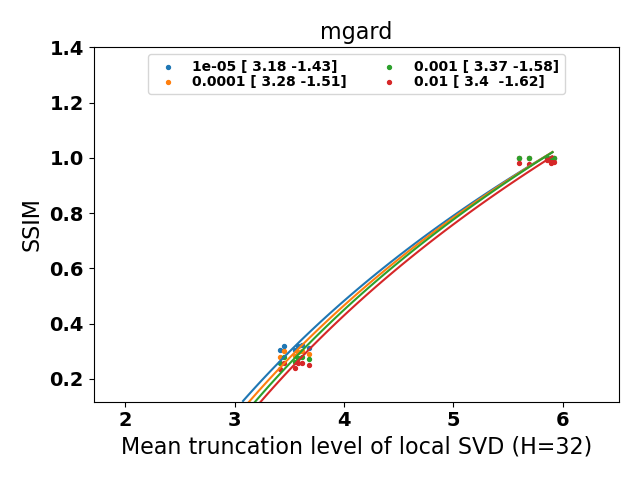 mgard
1e-05 [ 3.18 -1.43]
0.0001 [ 3.28 -1.51]
0.001 [ 3.37 -1.58]
0.01 [ 3.4  -1.62]
SSIM
1.4
1.2
1.0
0.8
0.6
0.4
0.2
2 3 4 5 6
Mean truncation level of local SVD (H=32)